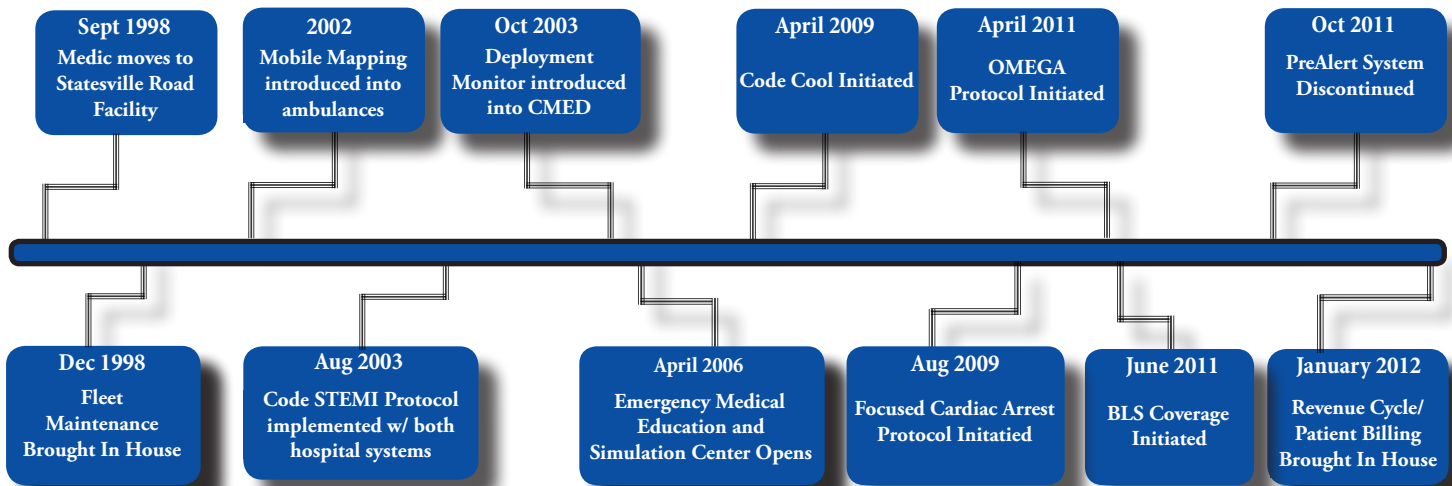 Sept 1998
Medic moves to
Statesville Road
Facility
2002
Mobile Mapping
introduced into
ambulances
Oct 2003
Deployment
Monitor introduced
into CMED
April 2009
Code Cool Initiated
April 2011
OMEGA
Protocol Initiated
Oct 2011
PreAlert System
Discontinued
Dec 1998
Fleet
Maintenance
Brought In House
Aug 2003
Code STEMI Protocol
implemented w/ both
hospital systems
April 2006
Emergency Medical
Education and
Simulation Center Opens
Aug 2009
Focused Cardiac Arrest
Protocol Initatied
June 2011
BLS Coverage
Initiated
January 2012
Revenue Cycle/
Patient Billing
Brought In House